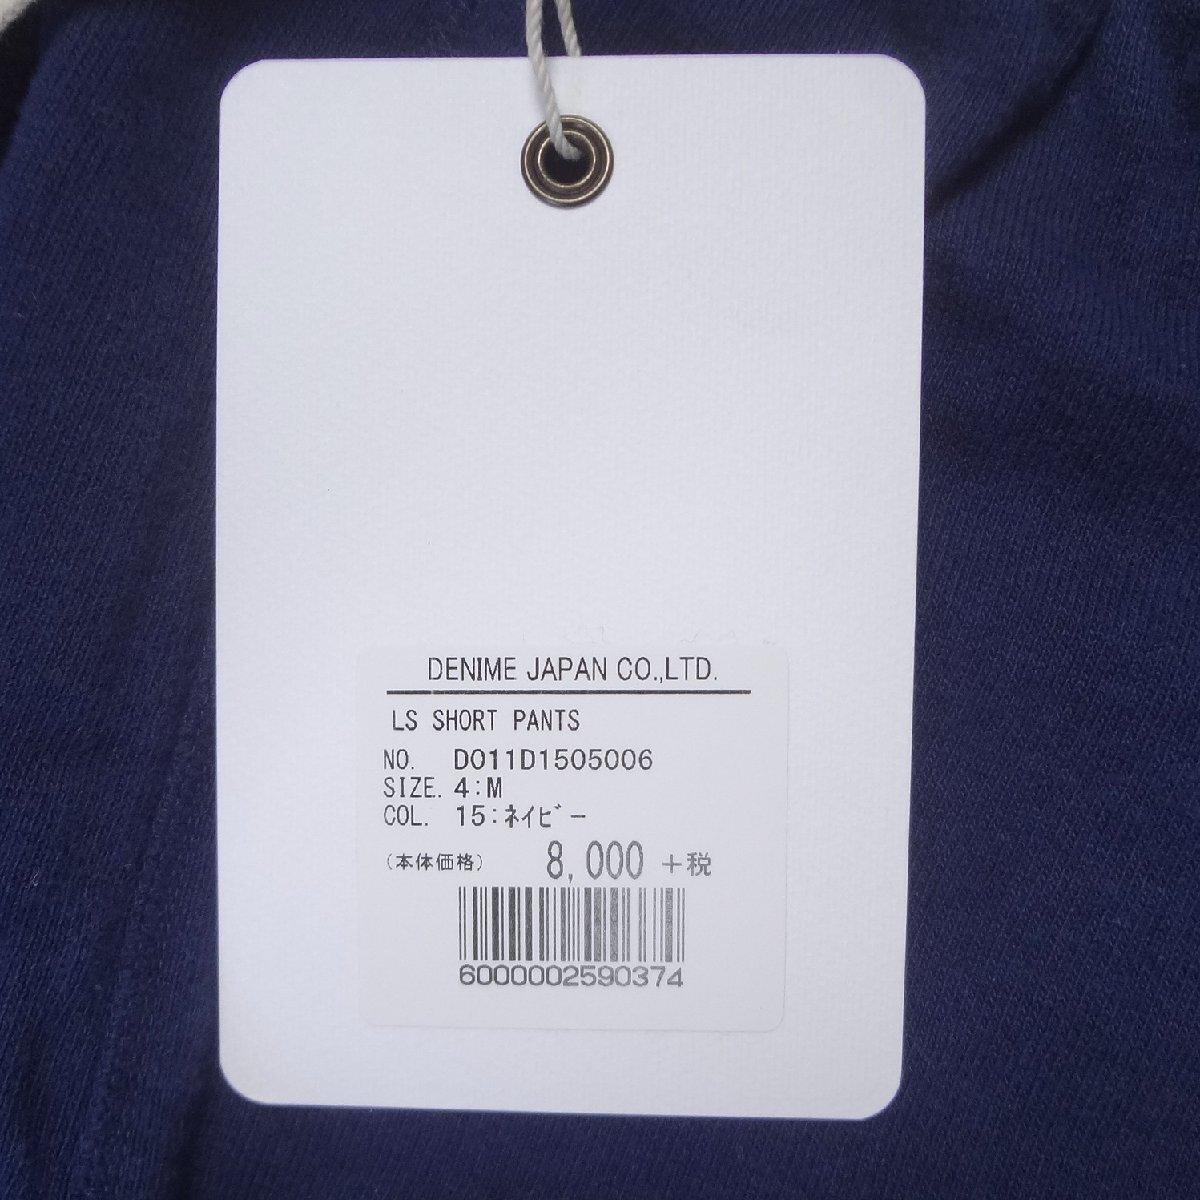 DENIME JAPAN CO.,LTD.
LS SHORT PANTS
NO. D011D1505006
SIZE. 4:M
COL. 15:ﾈｲﾋﾞｰ
(本体価格) 8,000 +税
6000002590374